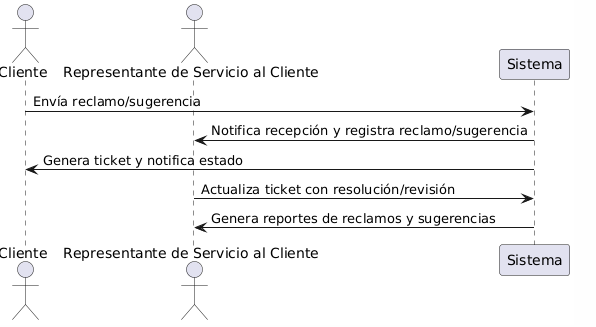 Cliente
Representante de Servicio al Cliente
Sistema
Envía reclamo/sugerencia
Notifica recepción y registra reclamo/sugerencia
Genera ticket y notifica estado
Actualiza ticket con resolución/revisión
Genera reportes de reclamos y sugerencias
Cliente
Representante de Servicio al Cliente
Sistema